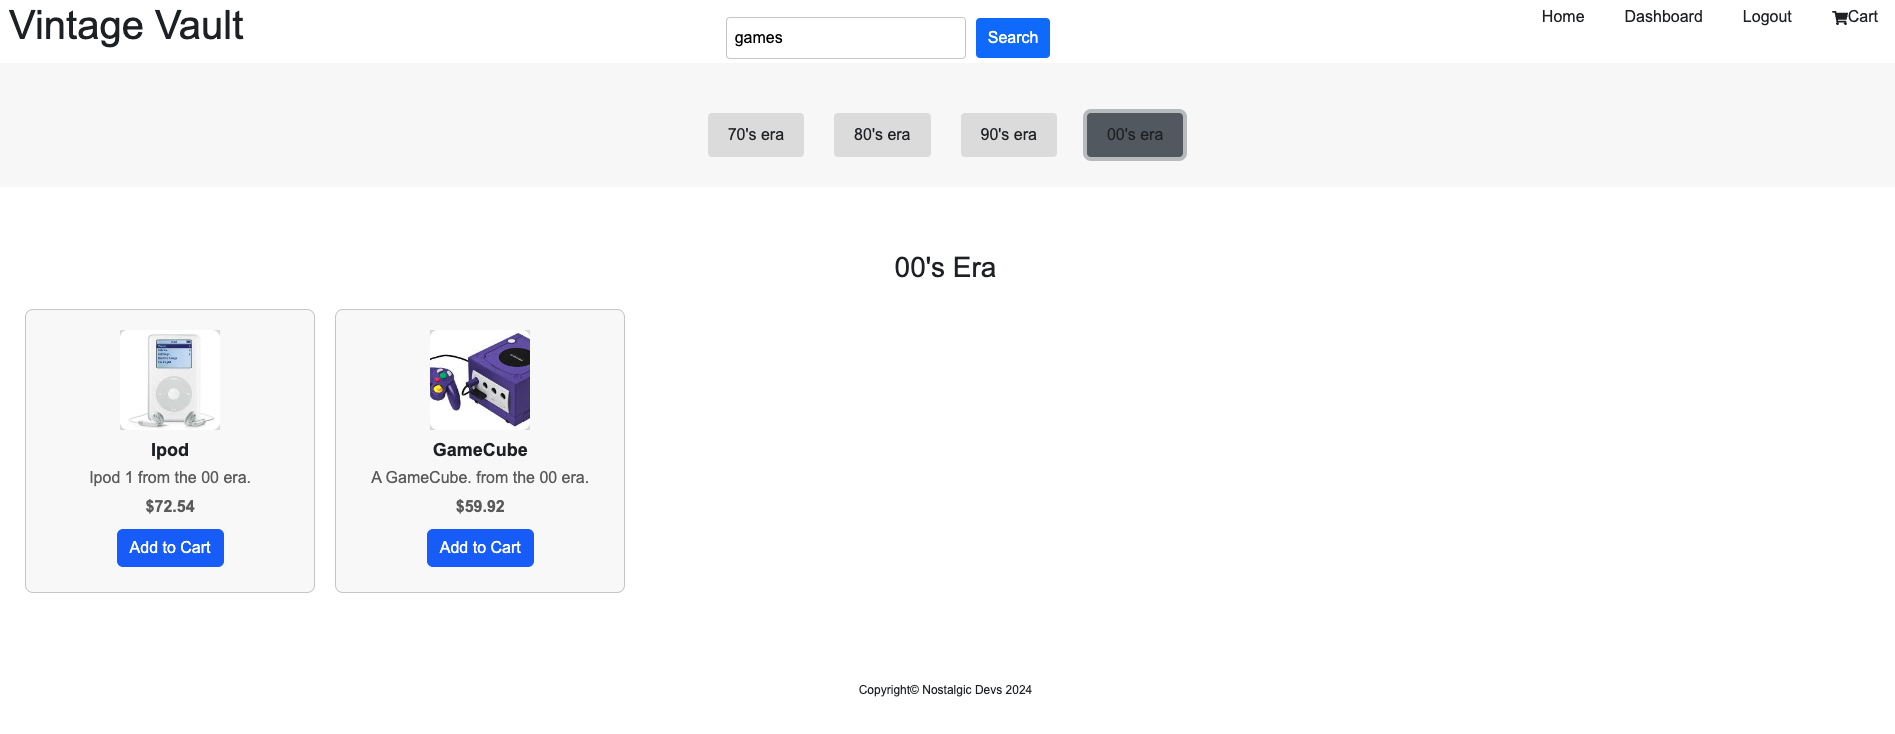 Vintage Vault
games
Search
Home
Dashboard
Logout
Cart
70's era
80's era
90's era
00's era
00's Era
Ipod
Ipod 1 from the 00 era.
$72.54
Add to Cart
GameCube
A GameCube. from the 00 era.
$59.92
Add to Cart
Copyright© Nostalgic Devs 2024